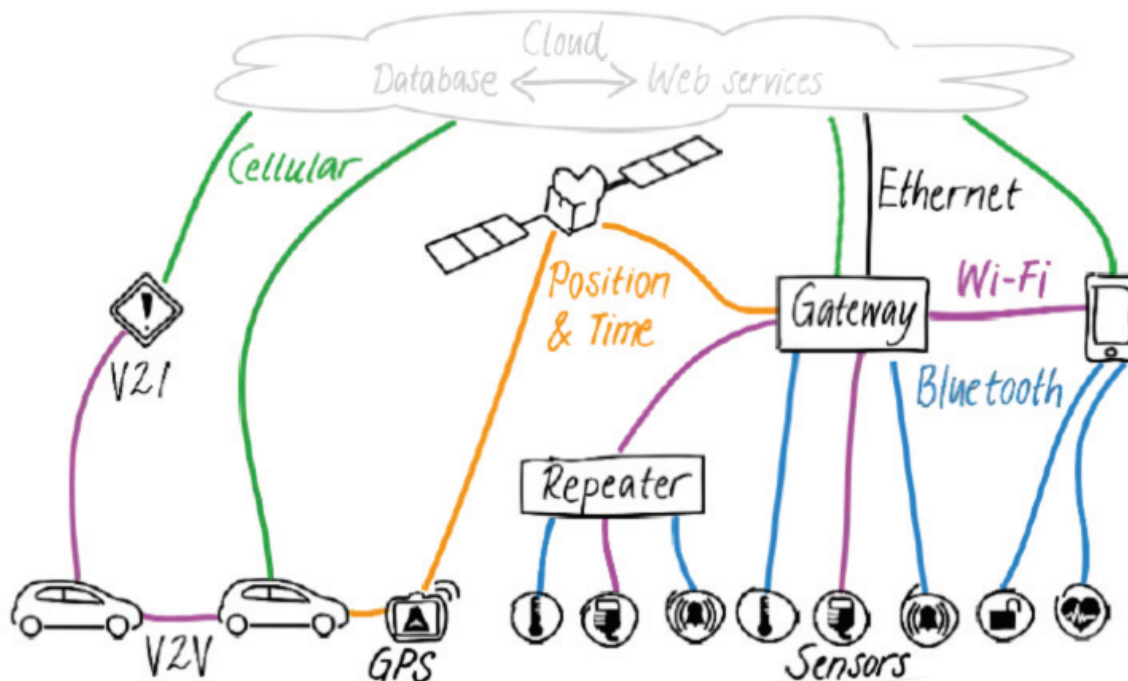 Cloud
Database Web services
Cellular
Ethernet
Position
& Time
Gateway
Wi-Fi
V2I
Bluetooth
Repeater
V2V
GPS
Sensors